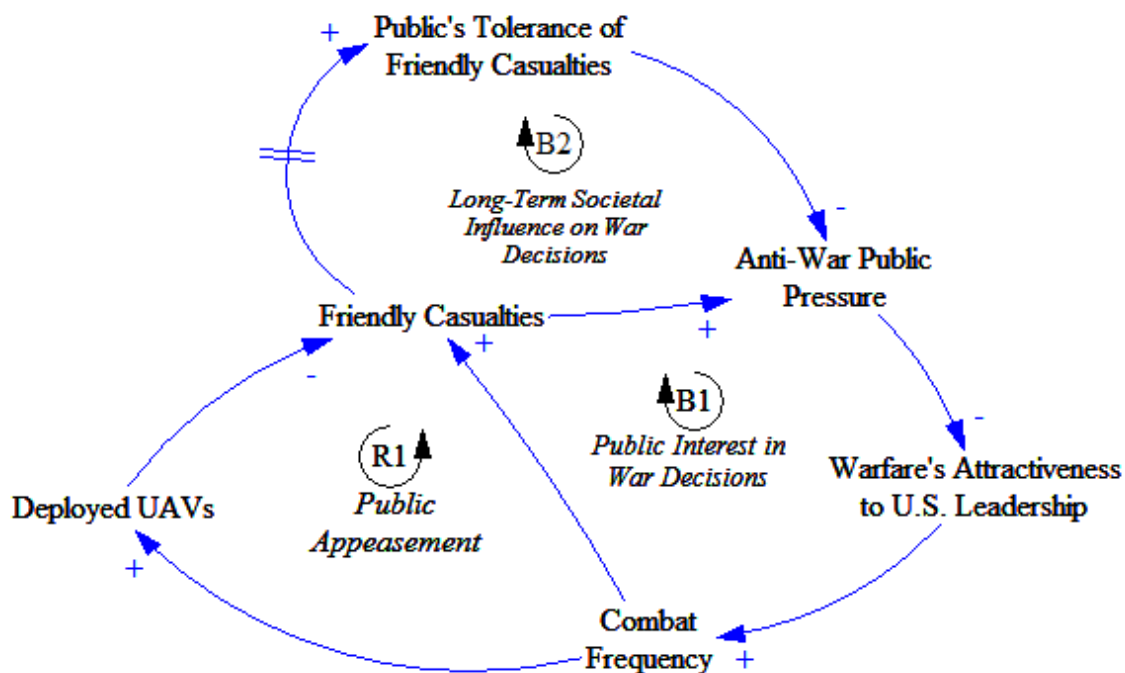 +
Public's Tolerance of
Friendly Casualties
B2
Long-Term Societal
Influence on War
Decisions
-
Anti-War Public
Pressure
Friendly Casualties
+
+
-
B1
Public Interest in
War Decisions
-
R1
Public
Appeasement
Warfare's Attractiveness
to U.S. Leadership
Deployed UAVs
+
Combat
Frequency
+